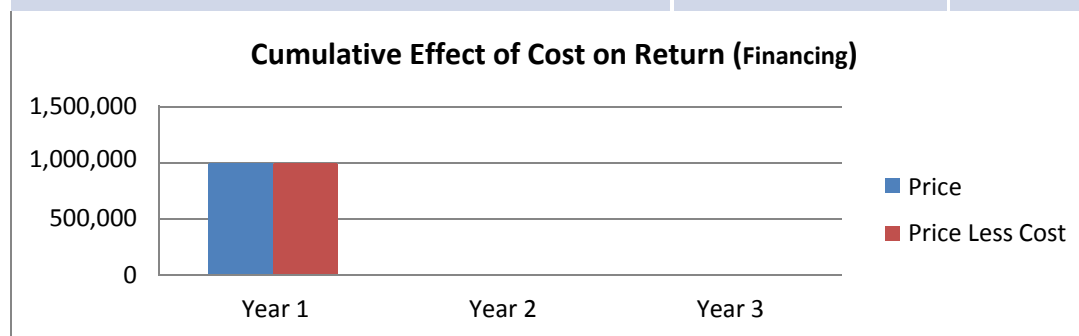 Cumulative Effect of Cost on Return (Financing)
1,500,000
1,000,000
500,000
0
Year 1 Year 2 Year 3
Price
Price Less Cost